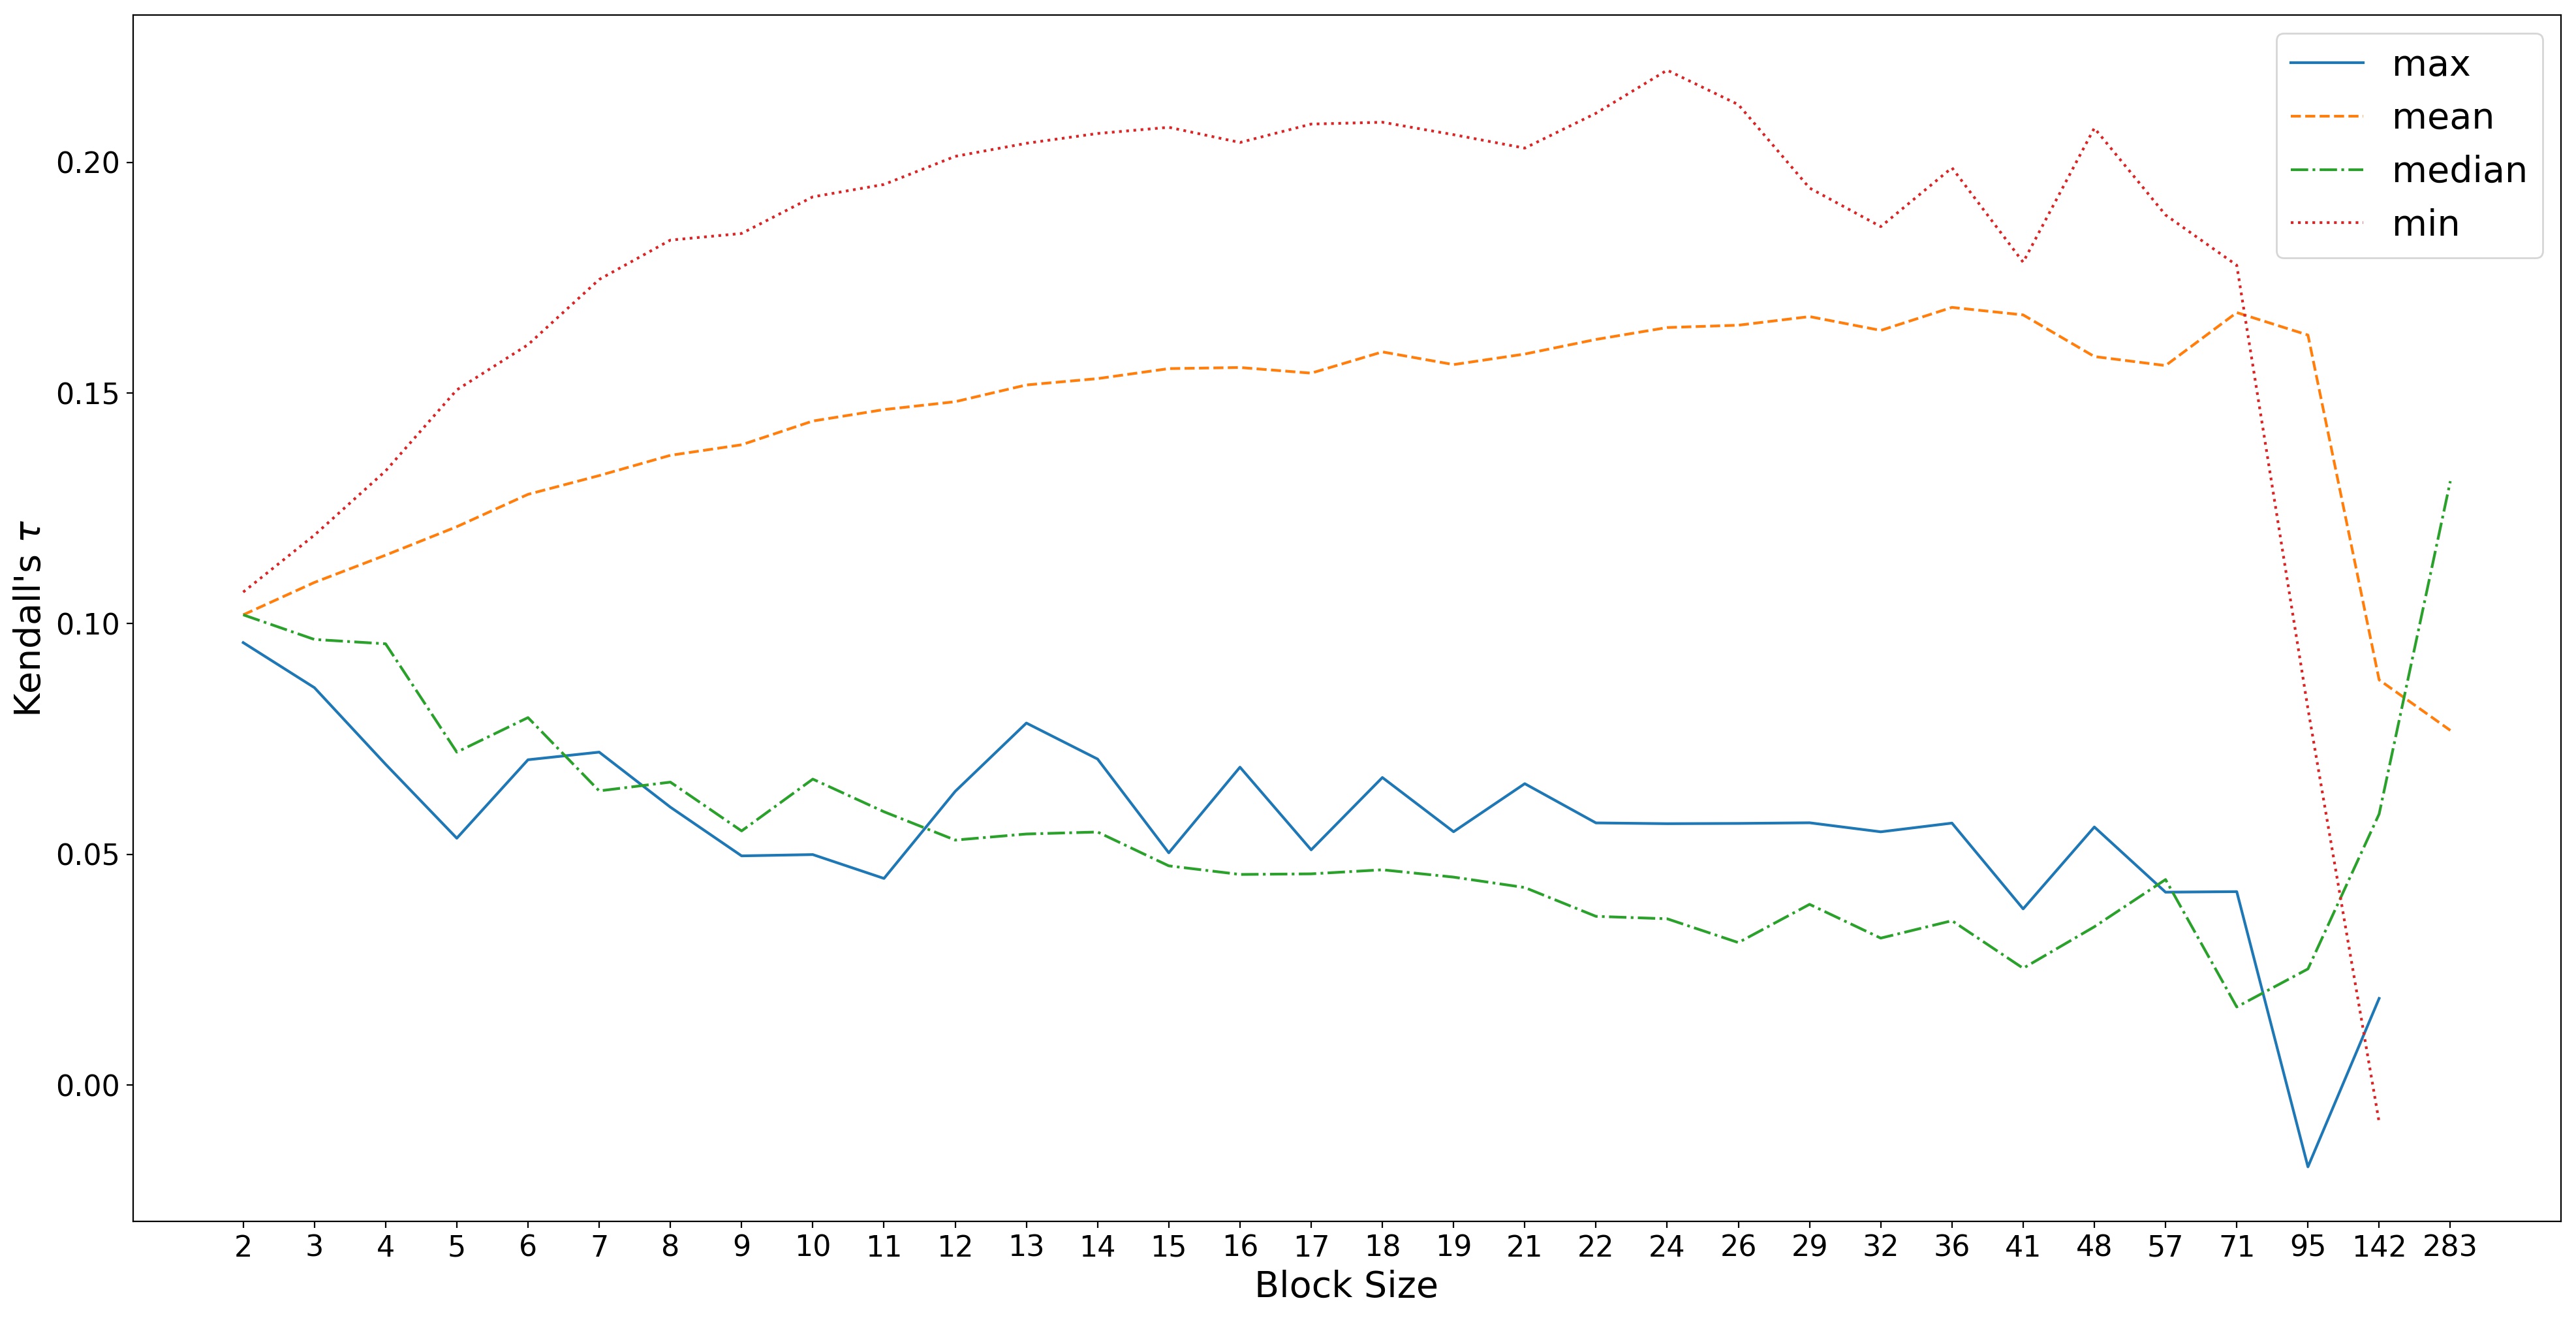 max
mean
median
min
0.20
0.15
0.10
0.05
0.00
Kendall's τ
2 3 4 5 6 7 8 9 10 11 12 13 14 15 16 17 18 19 21 22 24 26 29 32 36 41 48 57 71 95 142 283
Block Size